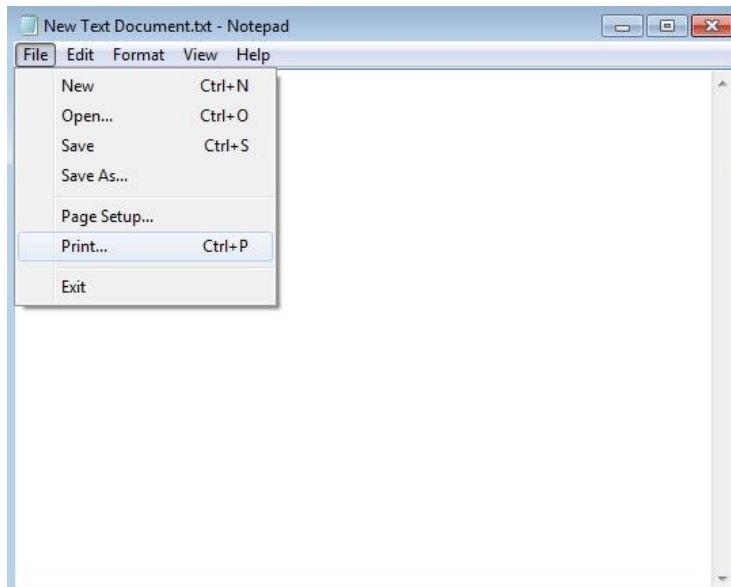 New Text Document.txt - Notepad
File Edit Format View Help
New Ctrl+N
Open... Ctrl+O
Save Ctrl+S
Save As...
Page Setup...
Print... Ctrl+P
Exit